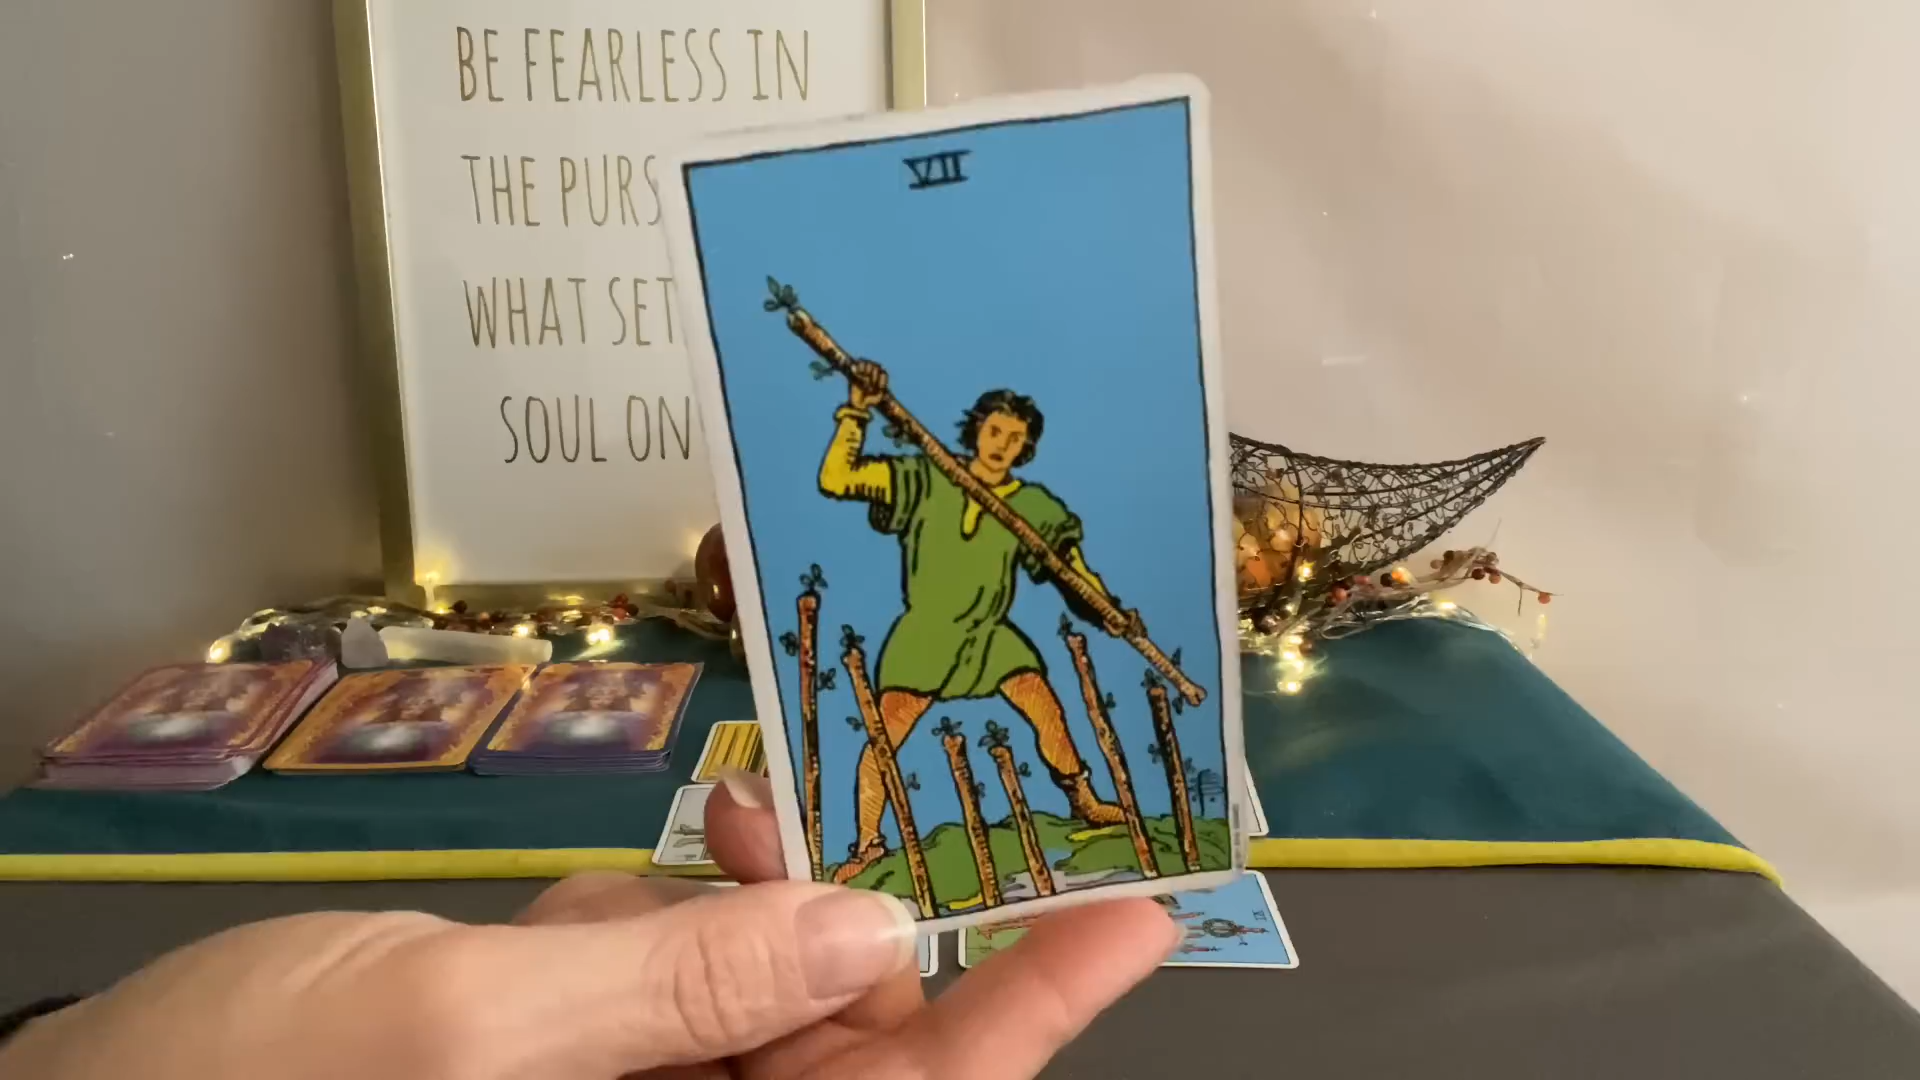 BE FEARLESS IN
THE PURS
WHAT SET
SOUL ON
VII